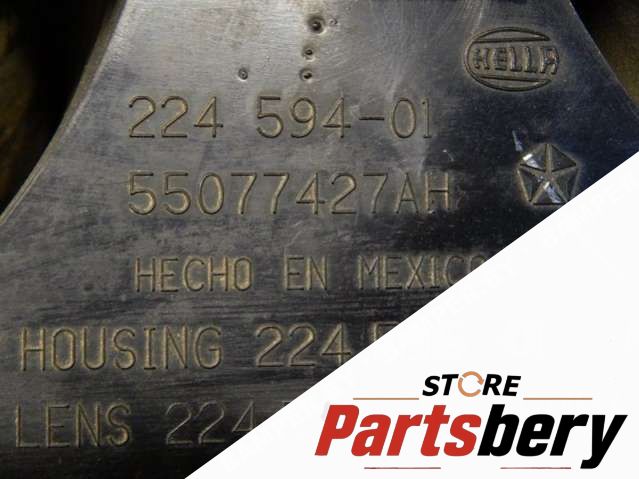 HELLA
224 594-01
55077427AH
HECHO EN MEXICO
HOUSING 224
LENS 224
STORE
Partsbery